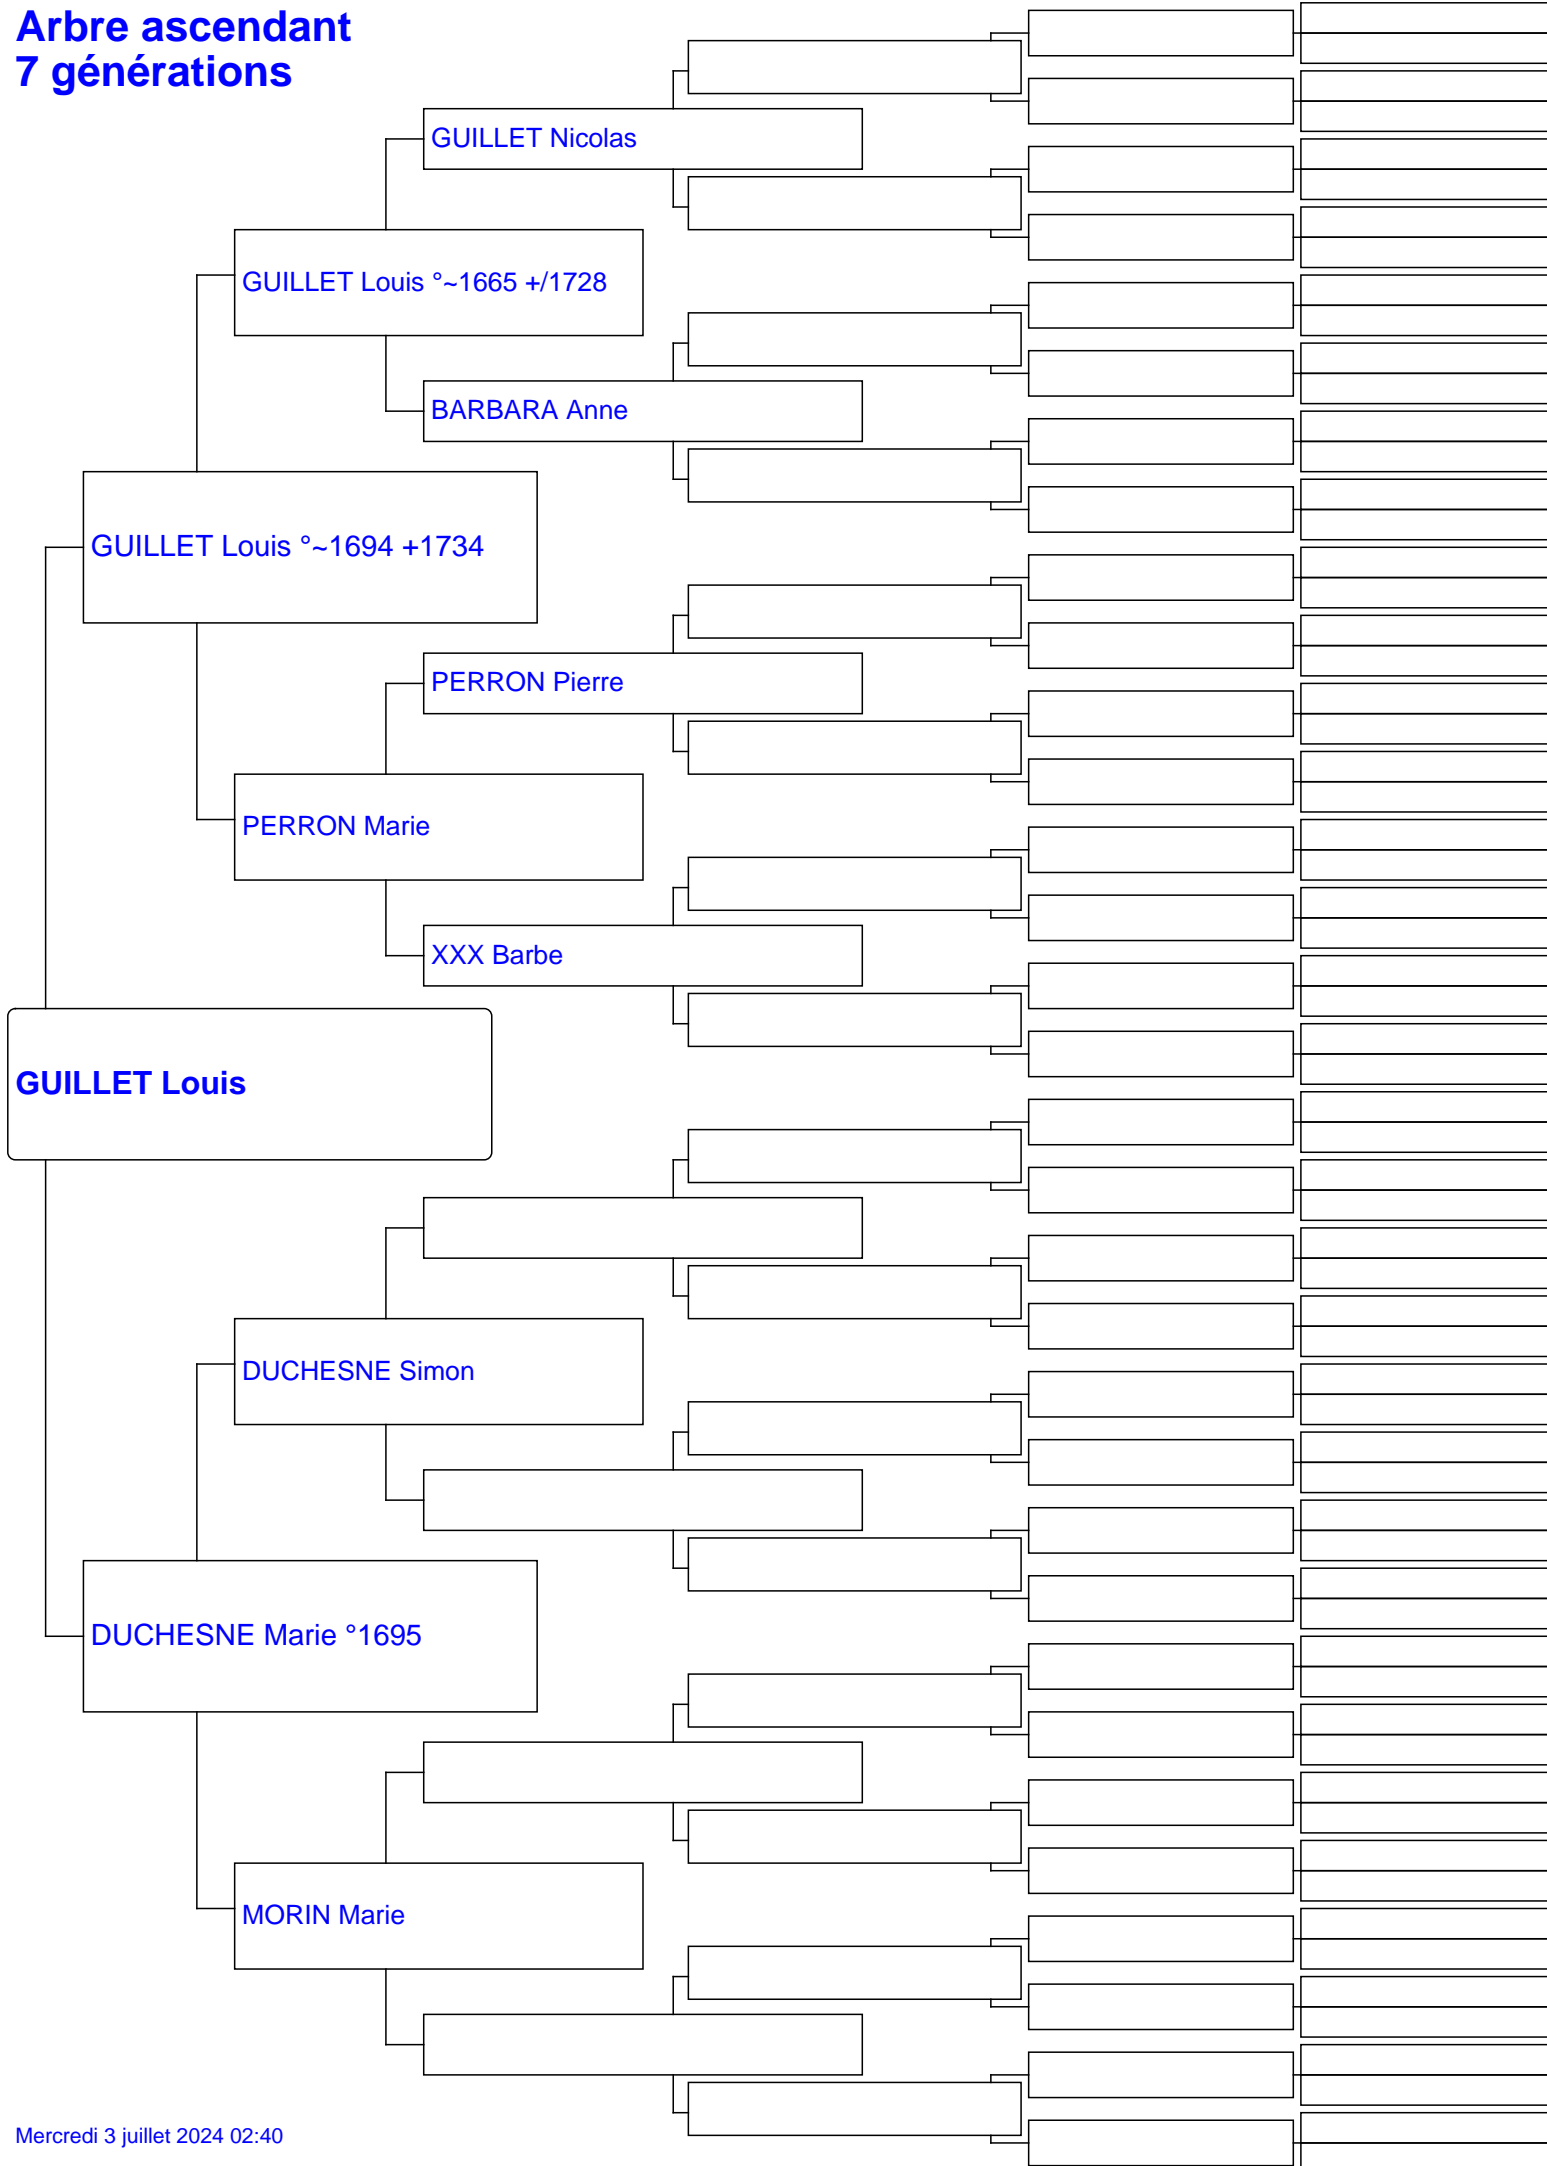 Arbre ascendant
7 générations
GUILLET Nicolas
GUILLET Louis °~1665 +/1728
BARBARA Anne
GUILLET Louis °~1694 +1734
PERRON Pierre
PERRON Marie
XXX Barbe
GUILLET Louis
DUCHESNE Simon
DUCHESNE Marie °1695
MORIN Marie
Mercredi 3 juillet 2024 02:40